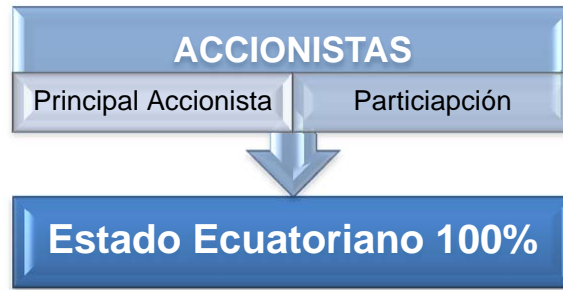 ACCIONISTAS
Principal Accionista Particiapción
Estado Ecuatoriano 100%